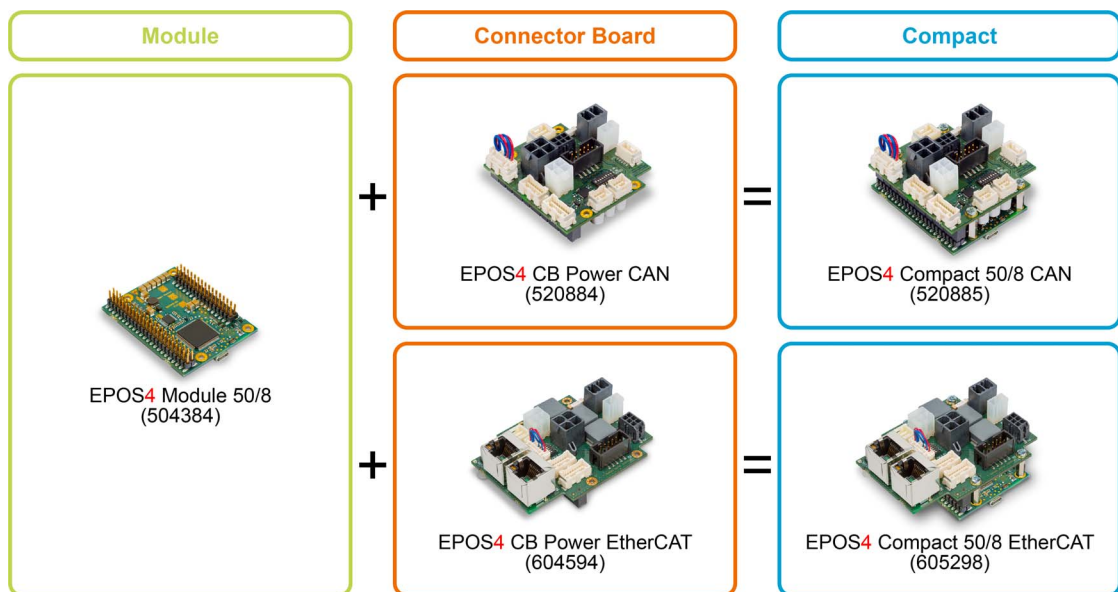 Module
Connector Board
Compact
EPOS4 Module 50/8
(504384)
+
EPOS4 CB Power CAN
(520884)
=
EPOS4 Compact 50/8 CAN
(520885)
+
EPOS4 CB Power EtherCAT
(604594)
=
EPOS4 Compact 50/8 EtherCAT
(605298)